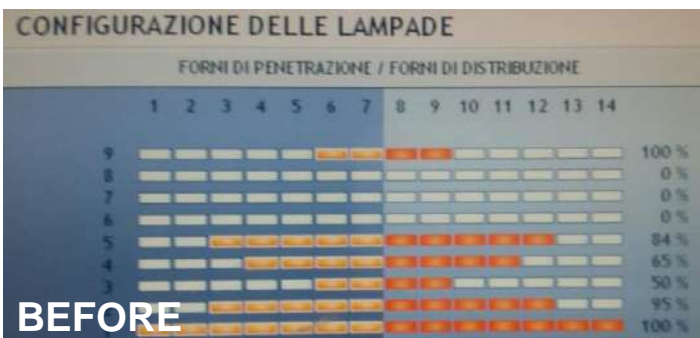 CONFIGURAZIONE DELLE LAMPADE
FORNI DI PENETRAZIONE / FORNI DI DISTRIBUZIONE
1 2 3 4 5 6 7 8 9 10 11 12 13 14
9 100 %
8 0 %
7 0 %
6 0 %
5 84 %
4 65 %
3 50 %
95 %
100 %
BEFORE